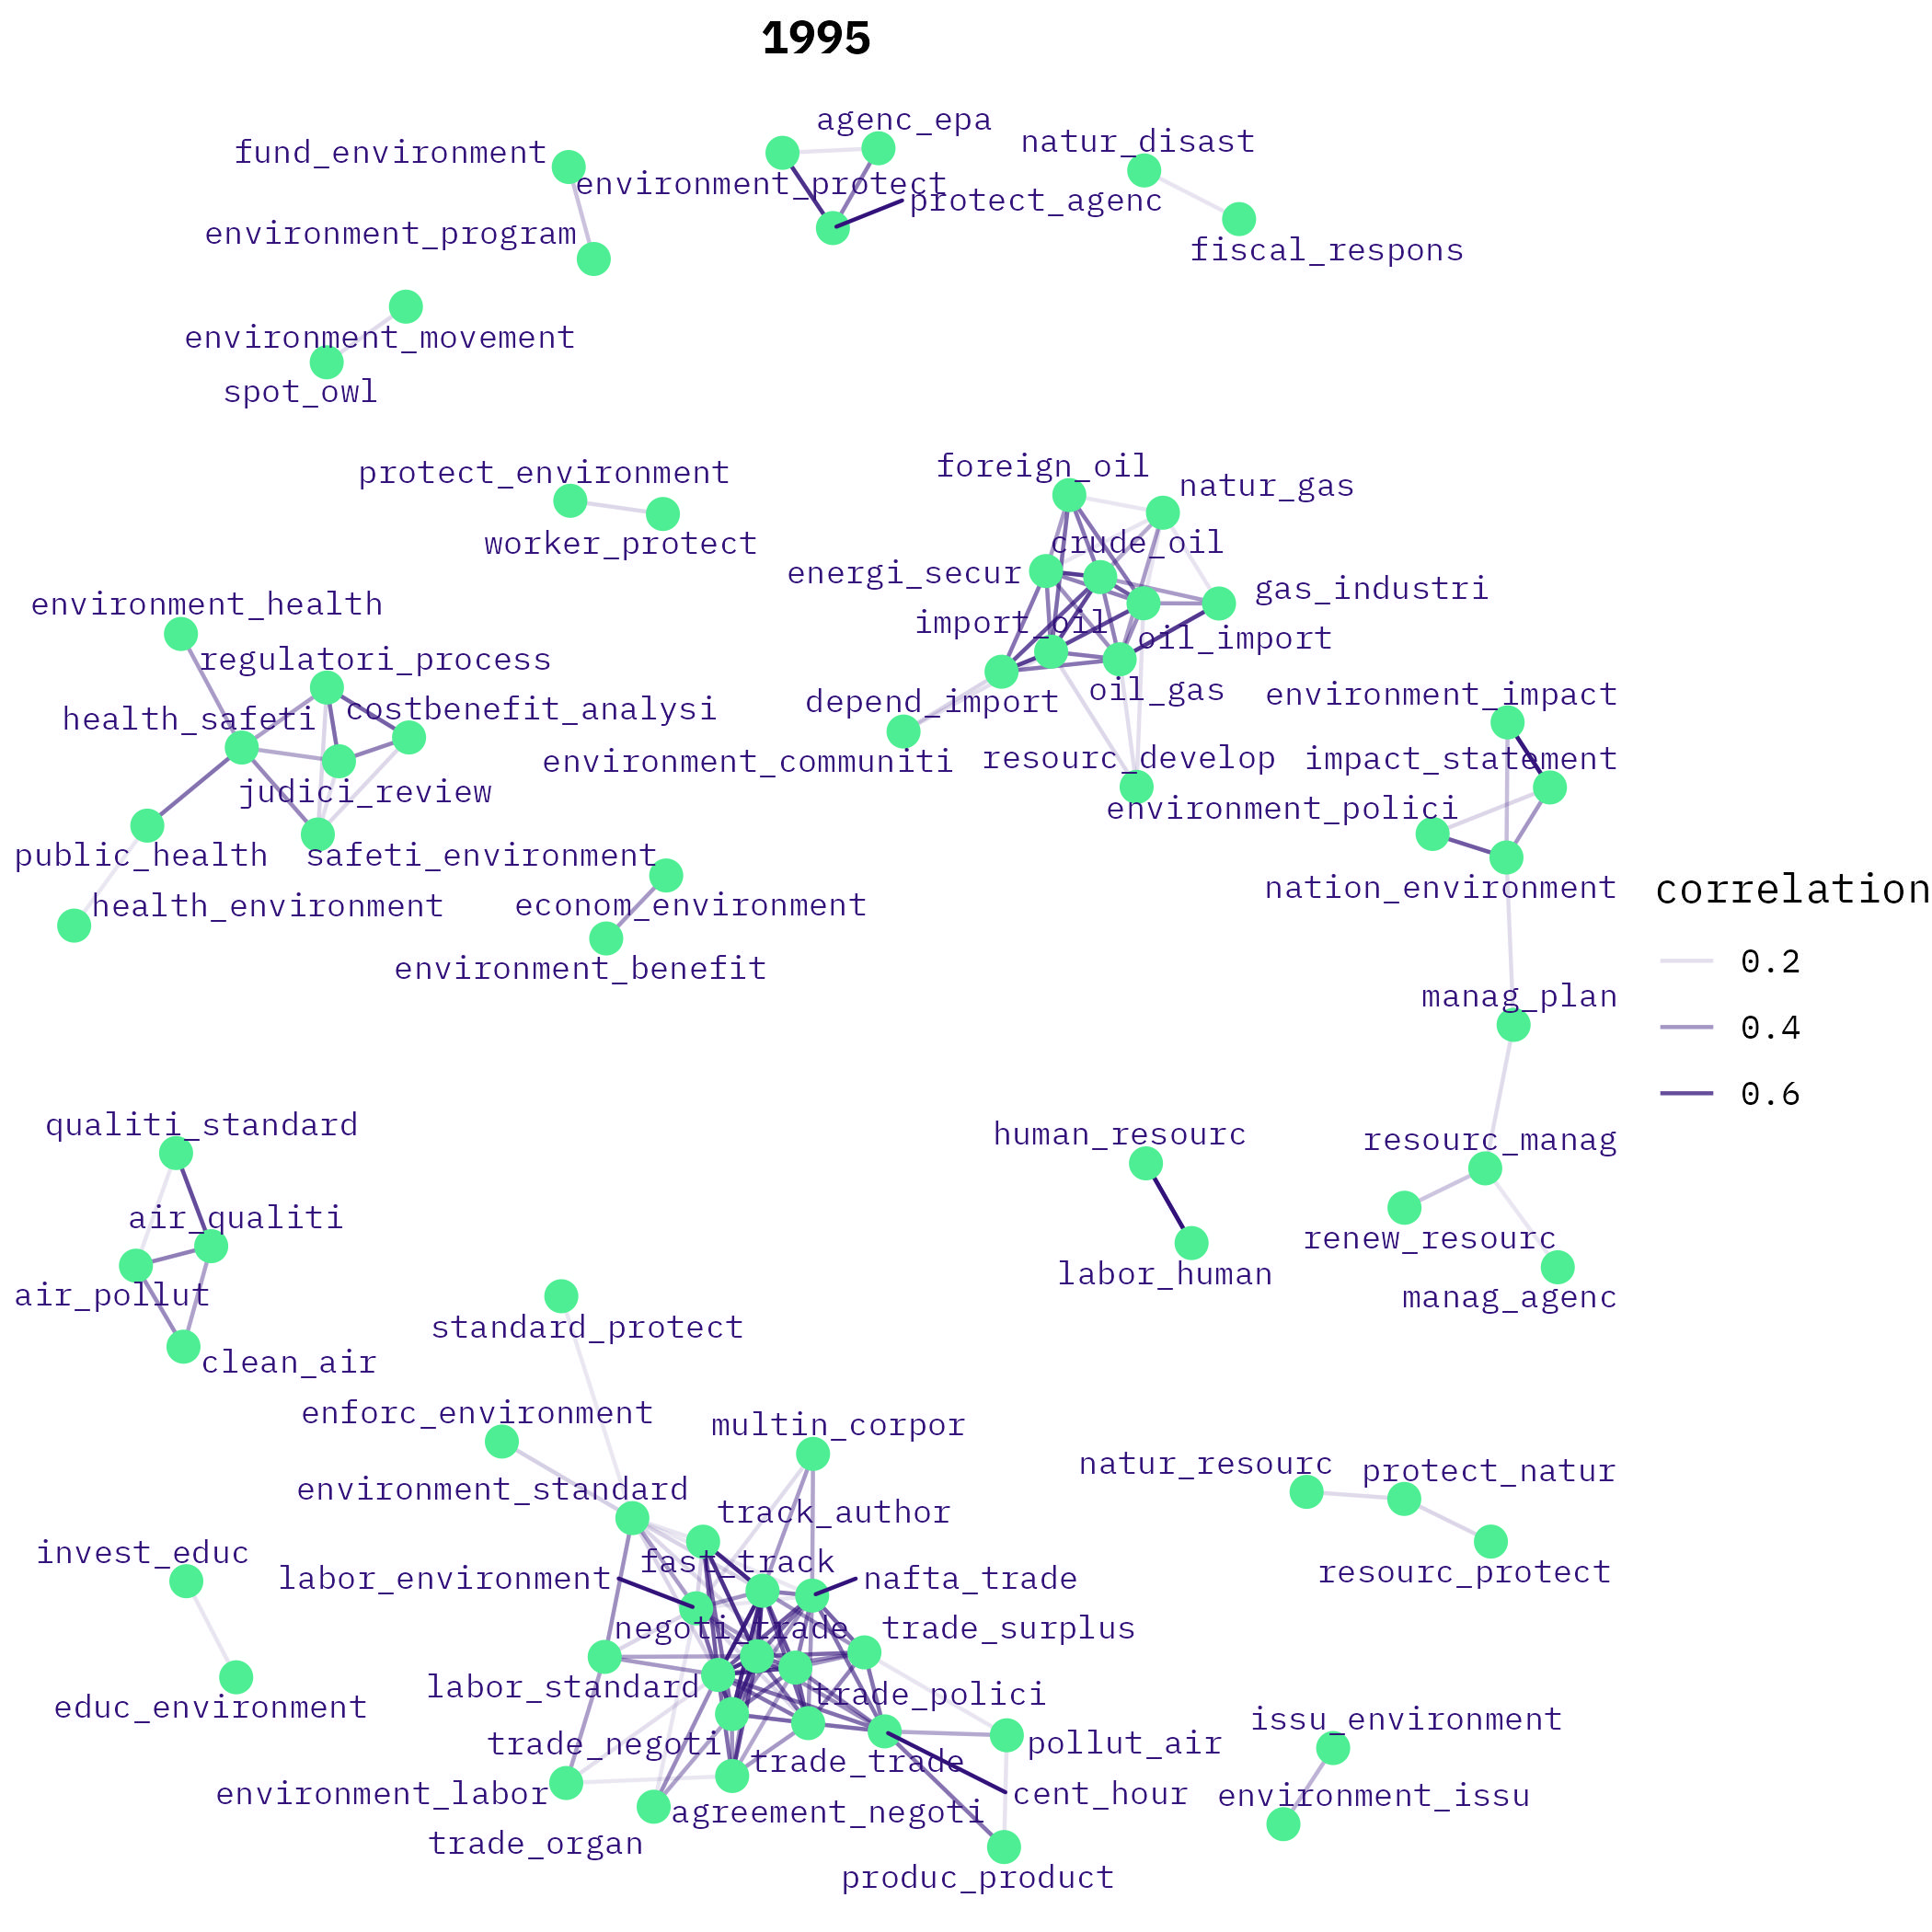 1995
agenc_epa
natur_disast
fund_environment
environment_protect
protect_agenc
environment_program
fiscal_respons
environment_movement
spot_owl
foreign_oil
protect_environment
natur_gas
crude_oil
worker_protect
energi_secur
gas_industri
environment_health
import_oil
oil_import
regulatori_process
oil_gas
environment_impact
depend_import
costbenefit_analysi
health_safeti
resourc_develop
impact_statement
environment_communiti
judici_review
environment_polici
public_health
safeti_environment
nation_environment
correlation
health_environment
econom_environment
0.2
environment_benefit
manag_plan
0.4
0.6
qualiti_standard
human_resourc
resourc_manag
air_qualiti
renew_resourc
labor_human
air_pollut
manag_agenc
standard_protect
clean_air
enforc_environment
multin_corpor
natur_resourc
protect_natur
environment_standard
track_author
invest_educ
fast_track
labor_environment
nafta_trade
resourc_protect
negoti_trade
trade_surplus
labor_standard
trade_polici
educ_environment
issu_environment
trade_negoti
pollut_air
trade_trade
environment_labor
cent_hour
environment_issu
agreement_negoti
trade_organ
produc_product